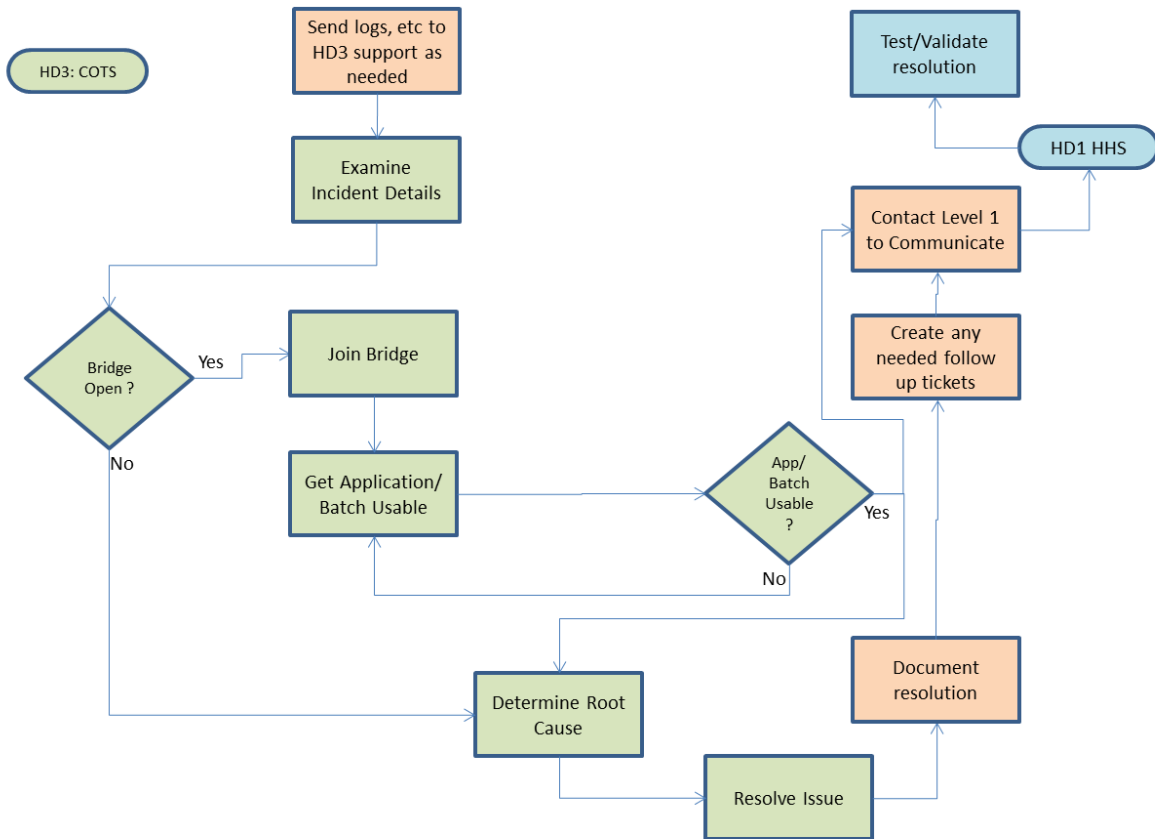 Send logs, etc to
HD3 support as
needed
HD3: COTS
Test/Validate
resolution
Examine
Incident Details
HD1 HHS
Contact Level 1
to Communicate
Bridge
Open ?
Yes
No
Join Bridge
Create any
needed follow
up tickets
Get Application/
Batch Usable
App/
Batch
Usable
?
Yes
No
Determine Root
Cause
Document
resolution
Resolve Issue